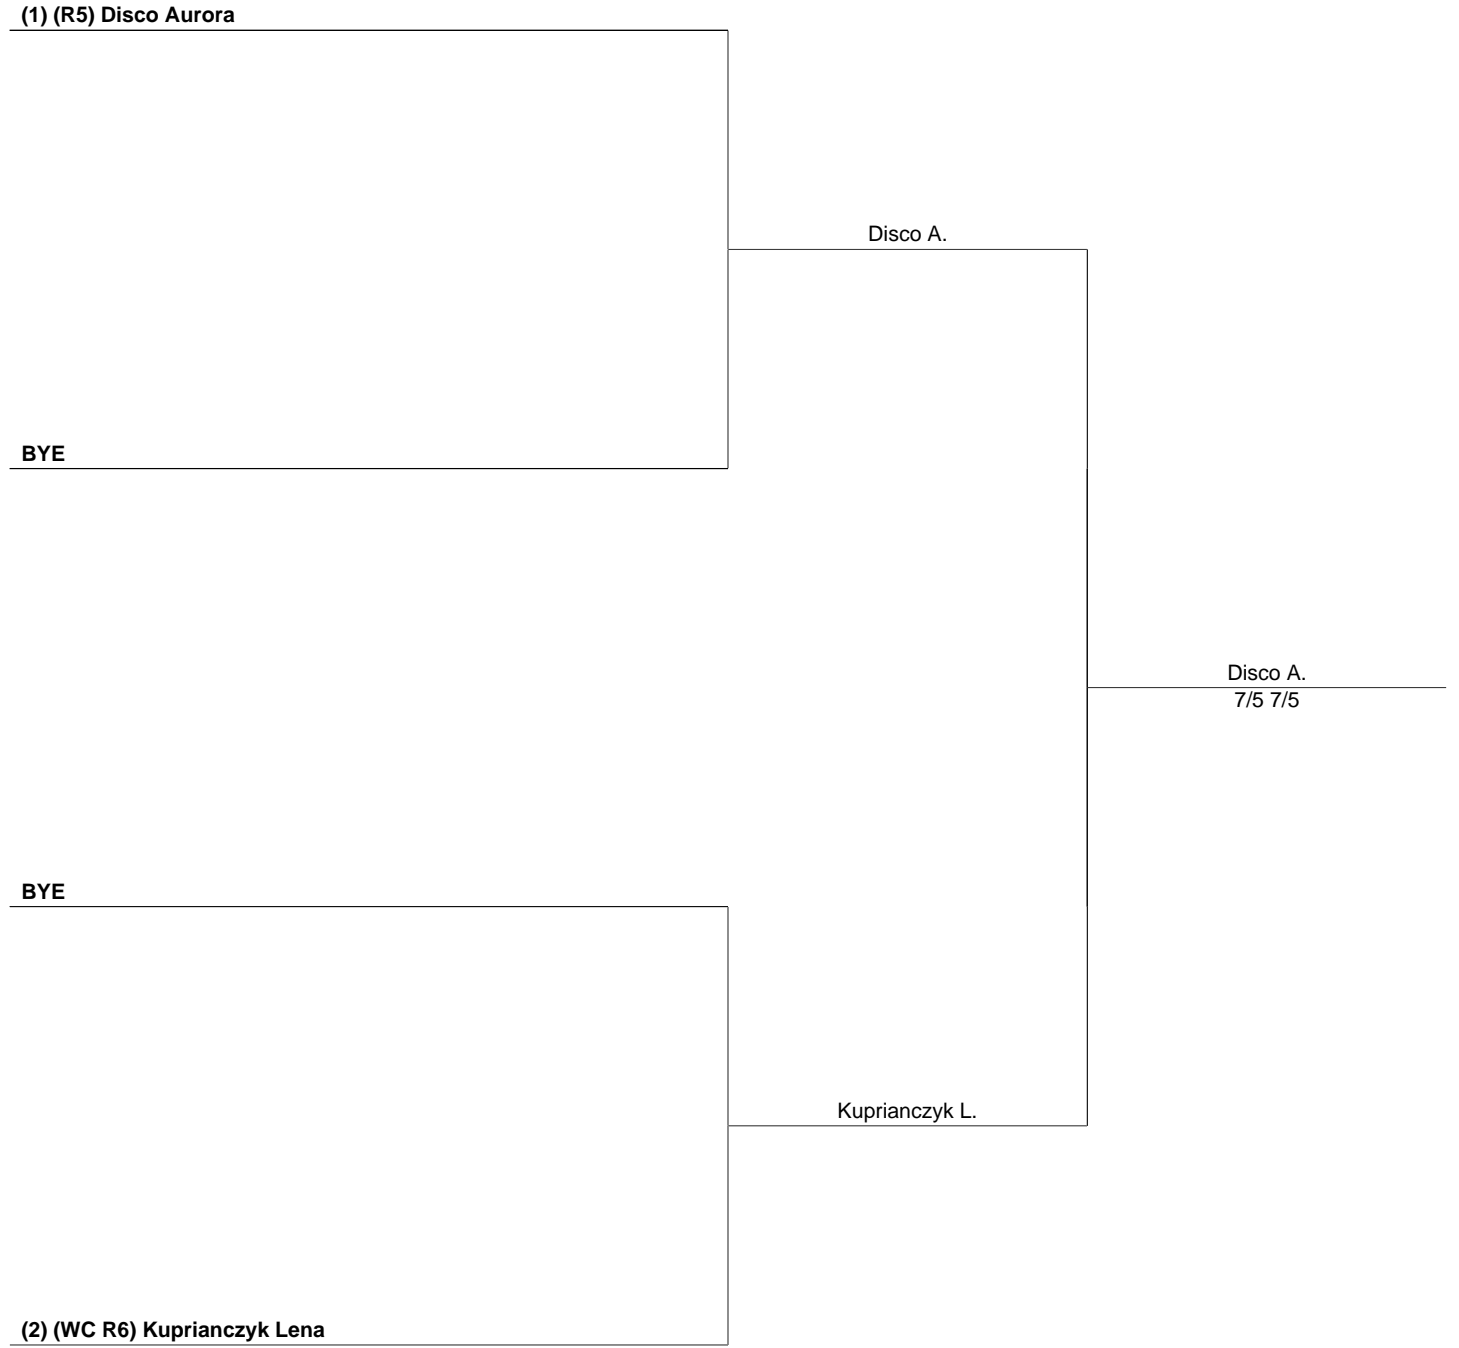 (1) (R5) Disco Aurora
Disco A.
BYE
Disco A.
7/5 7/5
BYE
Kuprianczyk L.
(2) (WC R6) Kuprianczyk Lena